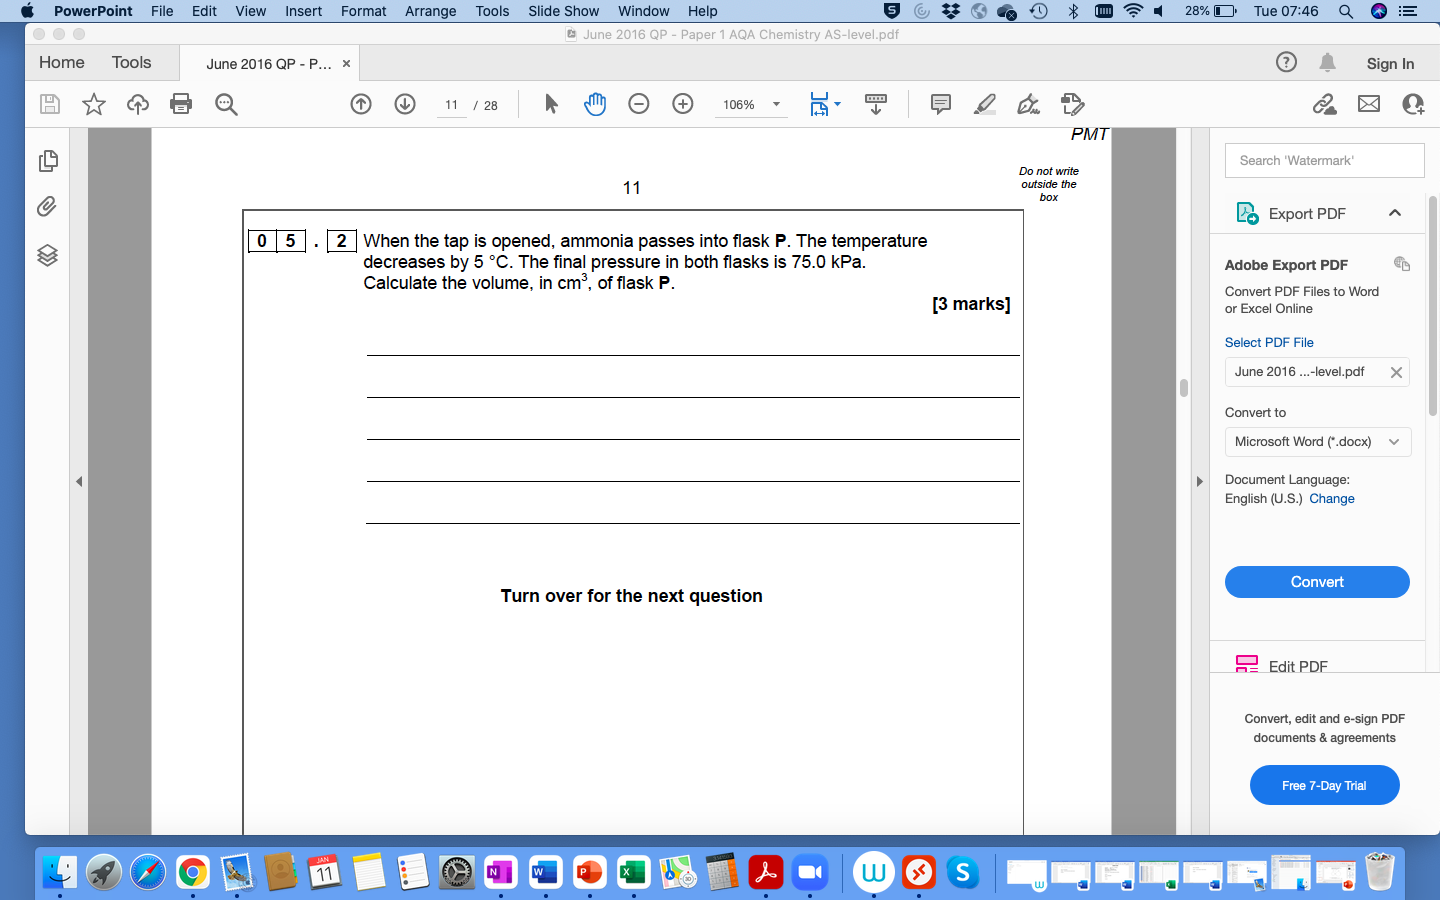 PowerPoint File Edit View Insert Format Arrange Tools Slide Show Window Help 28% Tue 07:46
June 2016 QP - Paper 1 AQA Chemistry AS-level.pdf
Home Tools June 2016 QP - P... × Sign In
11 / 28 106%
PMT
Do not write
outside the
box
11
0 5 . 2 When the tap is opened, ammonia passes into flask P. The temperature
decreases by 5 °C. The final pressure in both flasks is 75.0 kPa.
Calculate the volume, in cm³, of flask P.
[3 marks]
Turn over for the next question
Search 'Watermark'
Export PDF
Adobe Export PDF
Convert PDF Files to Word
or Excel Online
Select PDF File
June 2016 ...-level.pdf
Convert to
Microsoft Word (*.docx)
Document Language:
English (U.S.) Change
Convert
Edit PDF
Convert, edit and e-sign PDF
documents & agreements
Free 7-Day Trial
JAN
11